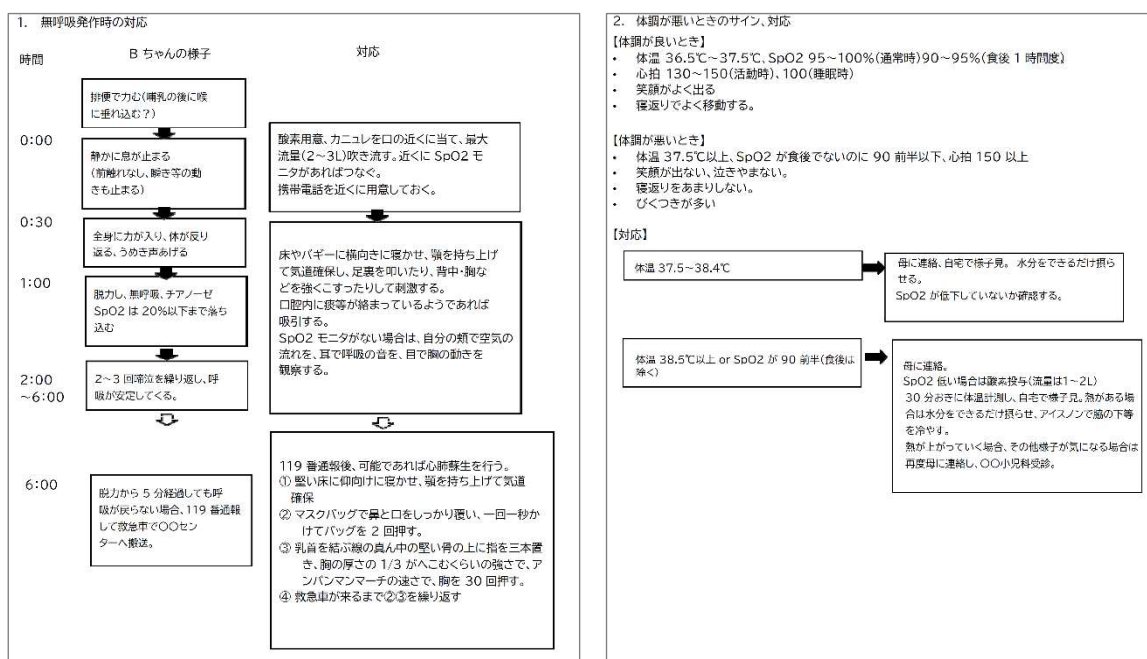 1. 無呼吸発作時の対応
時間
Bちゃんの様子
対応
排便で力む(哺乳の後に喉
に垂れ込む?)
0:00
静かに息が止まる
(前触れなし、瞬き等の動
きも止まる)
酸素用意、カニュレを口の近くに当て、最大
流量(2~3L)吹き流す。近くに SpO2 モ
ニタがあればつなぐ。
携帯電話を近くに用意しておく。
0:30
全身に力が入り、体が反り
返る、うめき声あげる
1:00
脱力し、無呼吸、チアノーゼ
SpO2 は 20%以下まで落ち
込む
床やバギーに横向きに寝かせ、顎を持ち上げ
て気道確保し、足裏を叩いたり、背中・胸な
どを強くこすったりして刺激する。
口腔内に痰等が絡まっているようであれば
吸引する。
SpO2 モニタがない場合は、自分の頬で空気の
流れを、耳で呼吸の音を、目で胸の動きを
観察する。
2:00
~6:00
2~3 回啼泣を繰り返し、呼
吸が安定してくる。
6:00
脱力から 5 分経過しても呼
吸が戻らない場合、119 番通報
して救急車で〇〇セン
ターへ搬送。
119 番通報後、可能であれば心肺蘇生を行う。
① 堅い床に仰向けに寝かせ、顎を持ち上げて気道
確保
② マスクバッグで鼻と口をしっかり覆い、一回一秒か
けてバッグを 2 回押す。
③ 乳首を結ぶ線の真ん中の堅い骨の上に指を三本置
き、胸の厚さの 1/3 がへこむくらいの強さで、ア
ンパンマンマーチの速さで、胸を 30 回押す。
④ 救急車が来るまで②③を繰り返す
2. 体調が悪いときのサイン、対応
【体調が良いとき】
• 体温 36.5℃~37.5℃、SpO2 95~100%(通常時)90~95%(食後 1 時間度)
• 心拍 130~150(活動時)、100(睡眠時)
• 笑顔がよく出る
• 寝返りでよく移動する。
【体調が悪いとき】
• 体温 37.5℃以上、SpO2 が食後でないのに 90 前半以下、心拍 150 以上
• 笑顔が出ない、泣きやまない。
• 寝返りをあまりしない。
• びくつきが多い
【対応】
体温 37.5~38.4℃
母に連絡、自宅で様子見。 水分をできるだけ摂ら
せる。
SpO2 が低下していないか確認する。
体温 38.5℃以上 or SpO2 が 90 前半(食後は
除く)
母に連絡。
SpO2 低い場合は酸素投与(流量は1~2L)
30 分おきに体温計測し、自宅で様子見。熱がある場
合は水分をできるだけ摂らせ、アイスノンで脇の下等
を冷やす。
熱が上がっていく場合、その他様子が気になる場合は
再度母に連絡し、〇〇小児科受診。